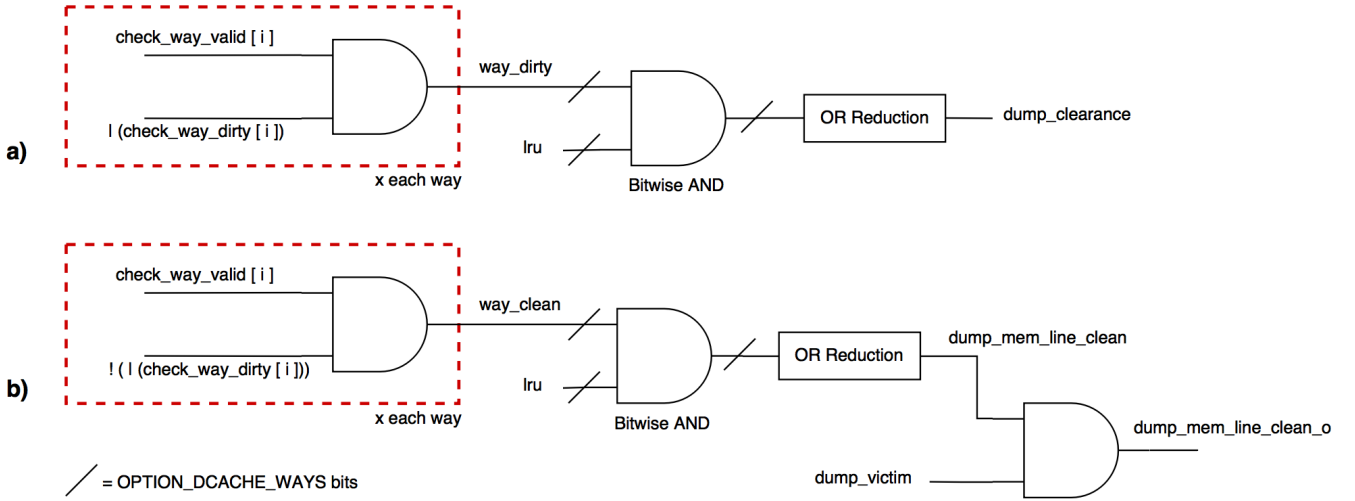 a)
check_way_valid [ i ]
| (check_way_dirty [ i ])
x each way
way_dirty
lru
Bitwise AND
OR Reduction
dump_clearance
b)
check_way_valid [ i ]
! ( | (check_way_dirty [ i ]))
x each way
way_clean
lru
Bitwise AND
OR Reduction
dump_mem_line_clean
dump_victim
dump_mem_line_clean_o
= OPTION_DCACHE_WAYS bits